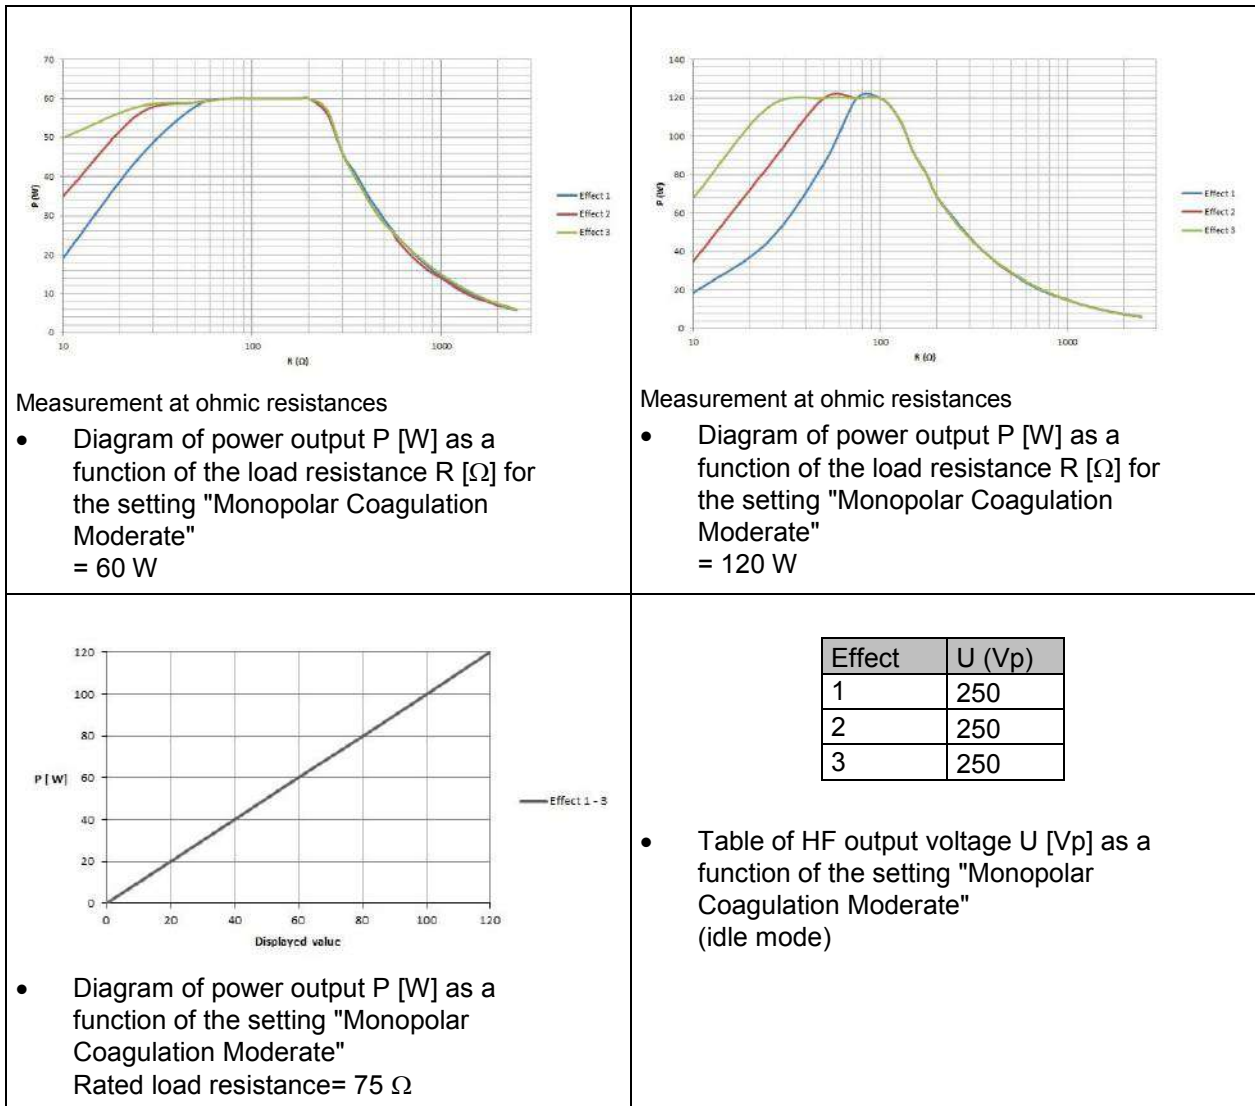 70
60
50
40
30
20
10
0
P (W)
10
100
1000
R (Ω)
Effect 1
Effect 2
Effect 3
Measurement at ohmic resistances
• Diagram of power output P [W] as a
function of the load resistance R [Ω] for
the setting "Monopolar Coagulation
Moderate"
= 60 W
140
120
100
80
60
40
20
0
P (W)
10
100
1000
R (Ω)
Effect 1
Effect 2
Effect 3
Measurement at ohmic resistances
• Diagram of power output P [W] as a
function of the load resistance R [Ω] for
the setting "Monopolar Coagulation
Moderate"
= 120 W
120
100
80
P [W] 60
40
20
0
0 20 40 60 80 100 120
Displayed value
Effect 1 - 3
• Diagram of power output P [W] as a
function of the setting "Monopolar
Coagulation Moderate"
Rated load resistance= 75 Ω
Effect U (Vp)
1 250
2 250
3 250
• Table of HF output voltage U [Vp] as a
function of the setting "Monopolar
Coagulation Moderate"
(idle mode)